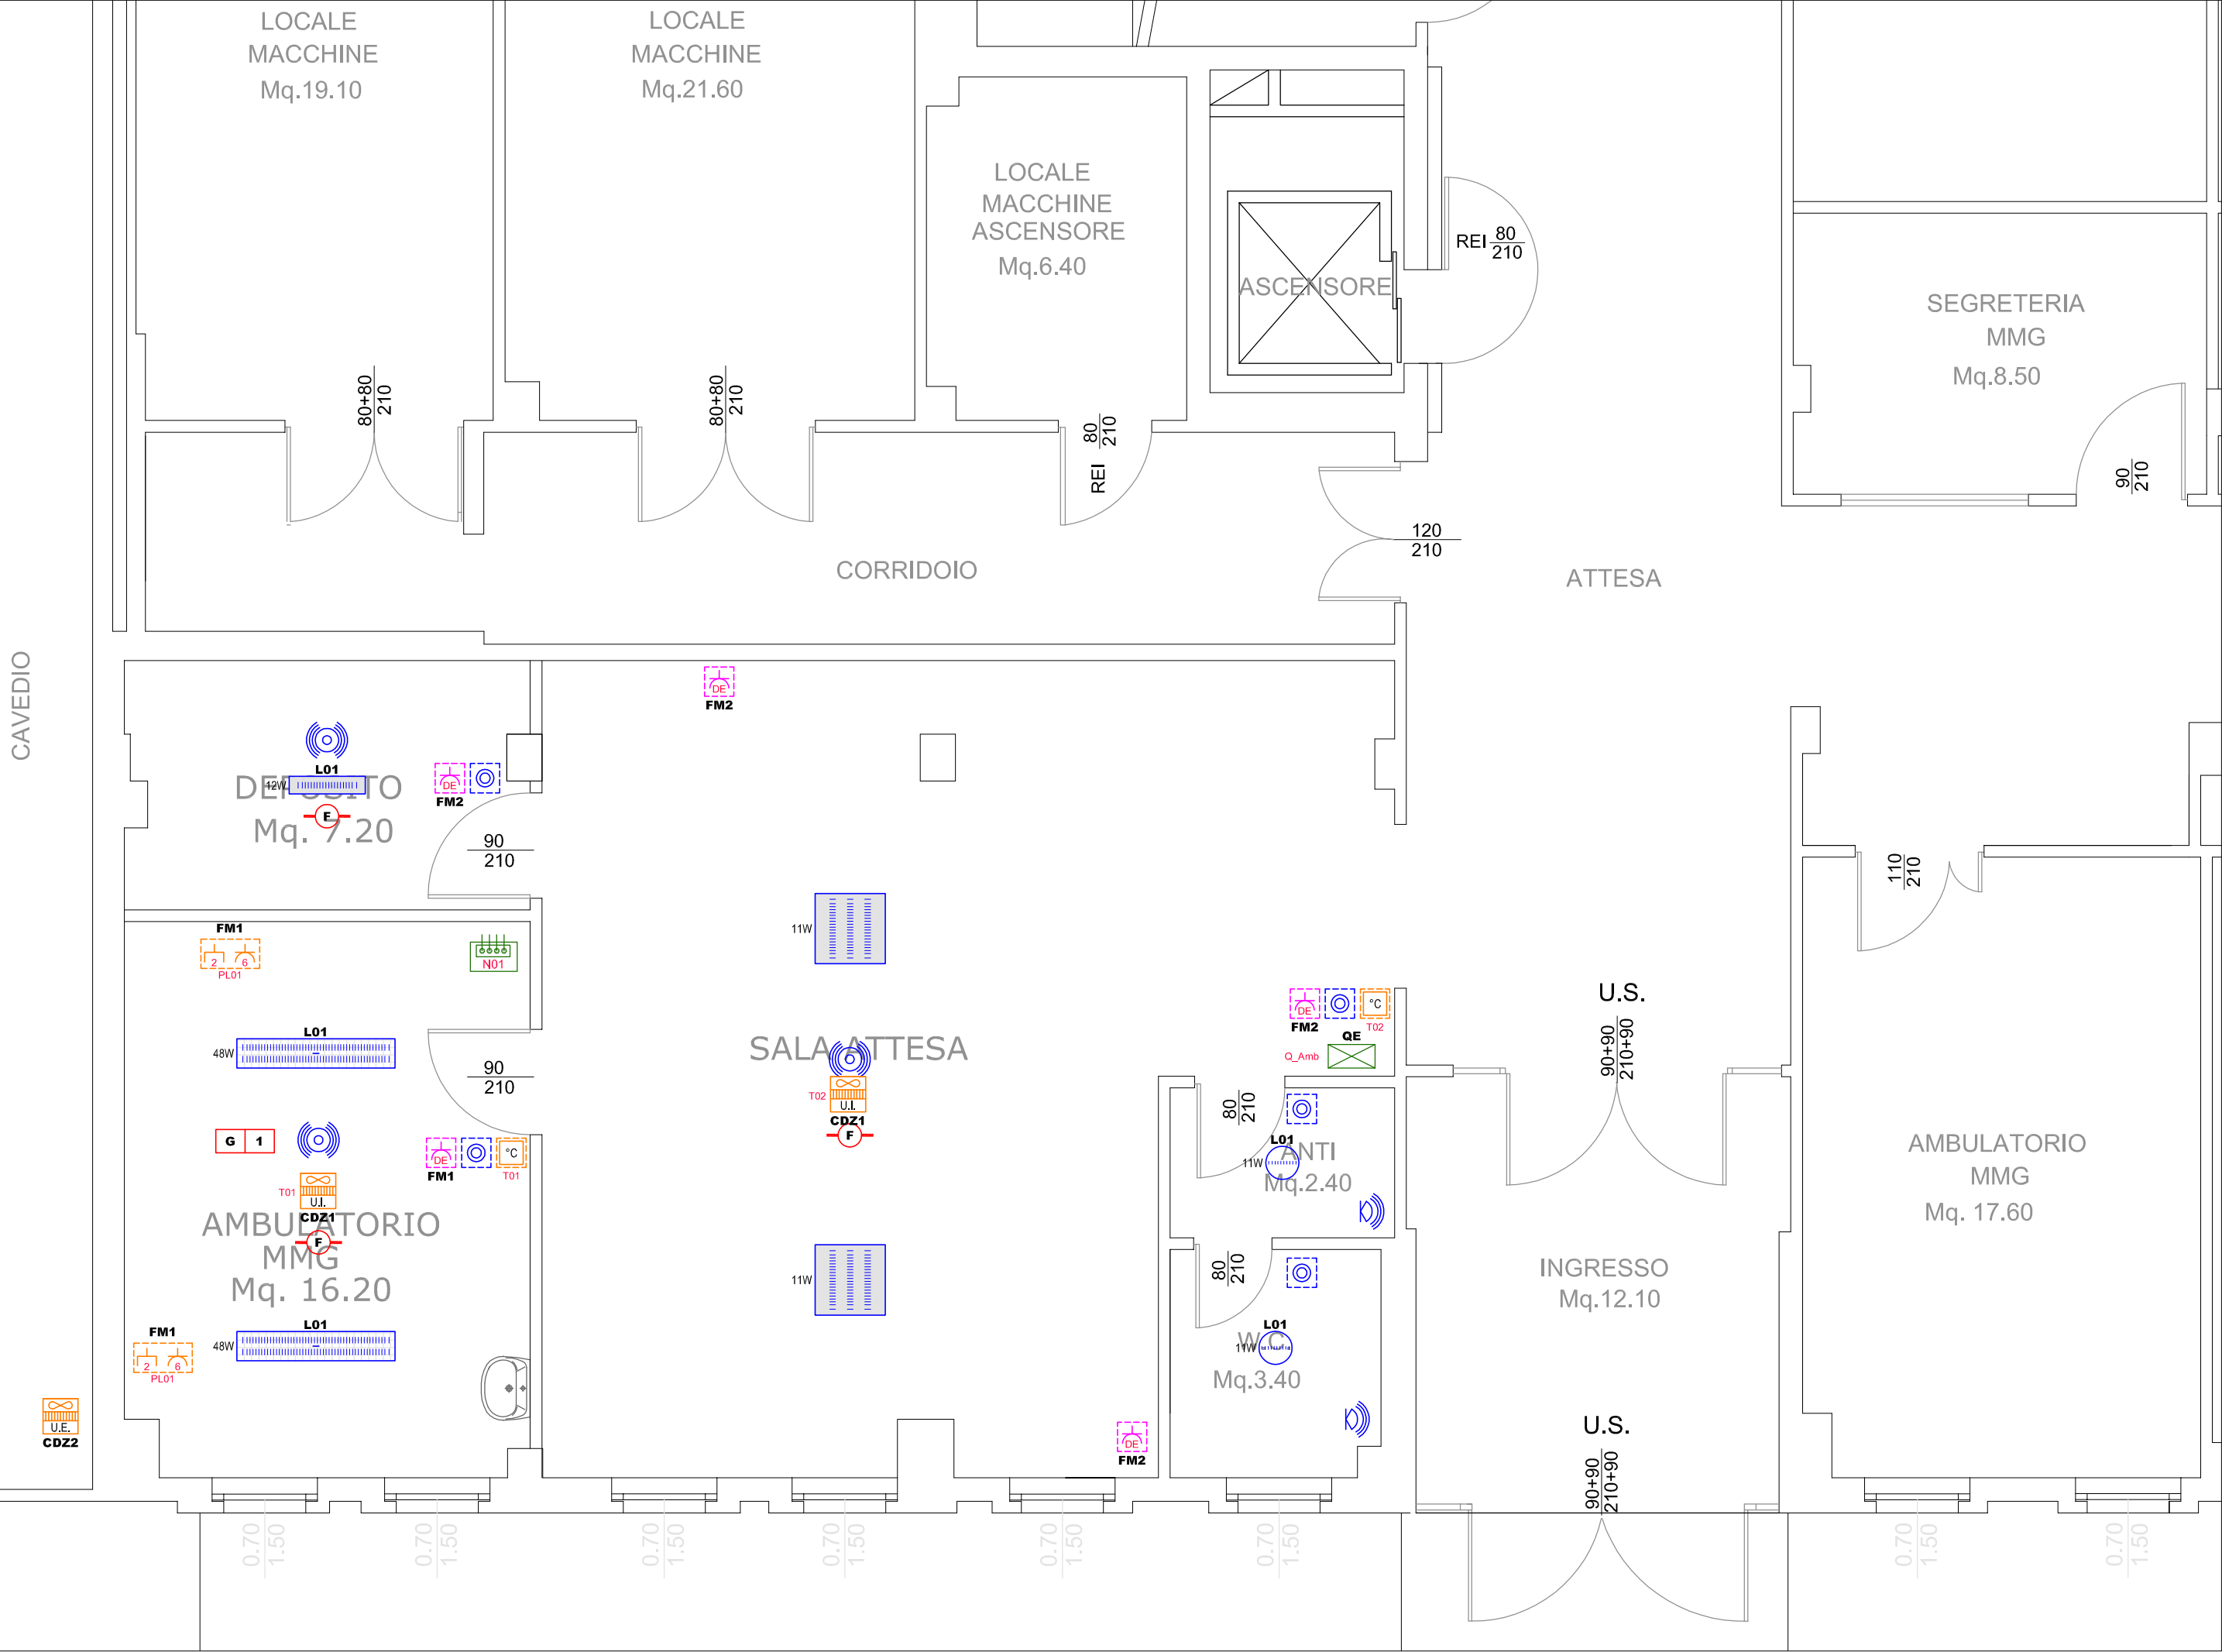 LOCALE
MACCHINE
Mq.19.10
LOCALE
MACCHINE
Mq.21.60
LOCALE
MACCHINE
ASCENSORE
Mq.6.40
ASCENSORE
REI 80
210
SEGRETERIA
MMG
Mq.8.50
80+80
210
80+80
210
REI 80
210
90
210
120
210
CORRIDOIO
ATTESA
CAVEDIO
DE
FM2
L01
12W
DEPOSITO
F
Mq. 7.20
DE
FM2
90
210
110
210
FM1
2 6
PL01
N01
11W
L01
48W
90
210
SALA ATTESA
DE
FM2
°C
T02
QE
Q_Amb
U.S.
90+90
210+90
T02
U.I.
CDZ1
F
80
210
G 1
DE
FM1
°C
T01
L01
11W
ANTI
Mq.2.40
T01
U.I.
CDZ1
AMBULATORIO
F
MMG
Mq. 16.20
AMBULATORIO
MMG
Mq. 17.60
11W
80
210
INGRESSO
Mq.12.10
FM1
2 6
PL01
L01
48W
L01
11W
W.C
Mq.3.40
U.E.
CDZ2
DE
FM2
U.S.
90+90
210+90
0.70
1.50
0.70
1.50
0.70
1.50
0.70
1.50
0.70
1.50
0.70
1.50
0.70
1.50
0.70
1.50